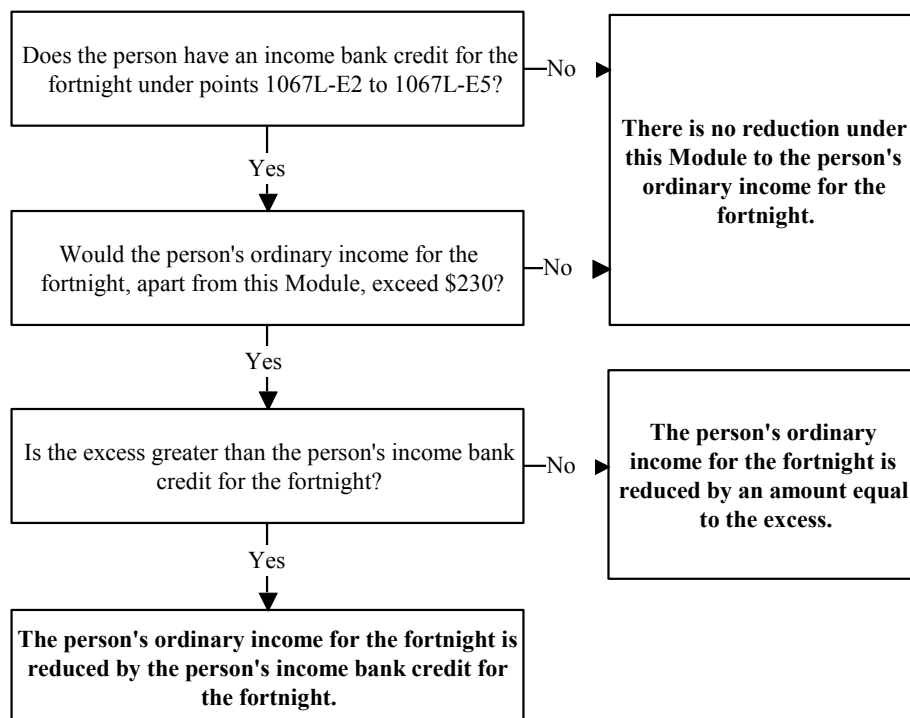 Does the person have an income bank credit for the
fortnight under points 1067L-E2 to 1067L-E5?
No
There is no reduction under
this Module to the person's
ordinary income for the
fortnight.
Yes
Would the person's ordinary income for the
fortnight, apart from this Module, exceed $230?
No
Yes
Is the excess greater than the person's income bank
credit for the fortnight?
No
The person's ordinary
income for the fortnight is
reduced by an amount equal
to the excess.
Yes
The person's ordinary income for the fortnight is
reduced by the person's income bank credit for
the fortnight.